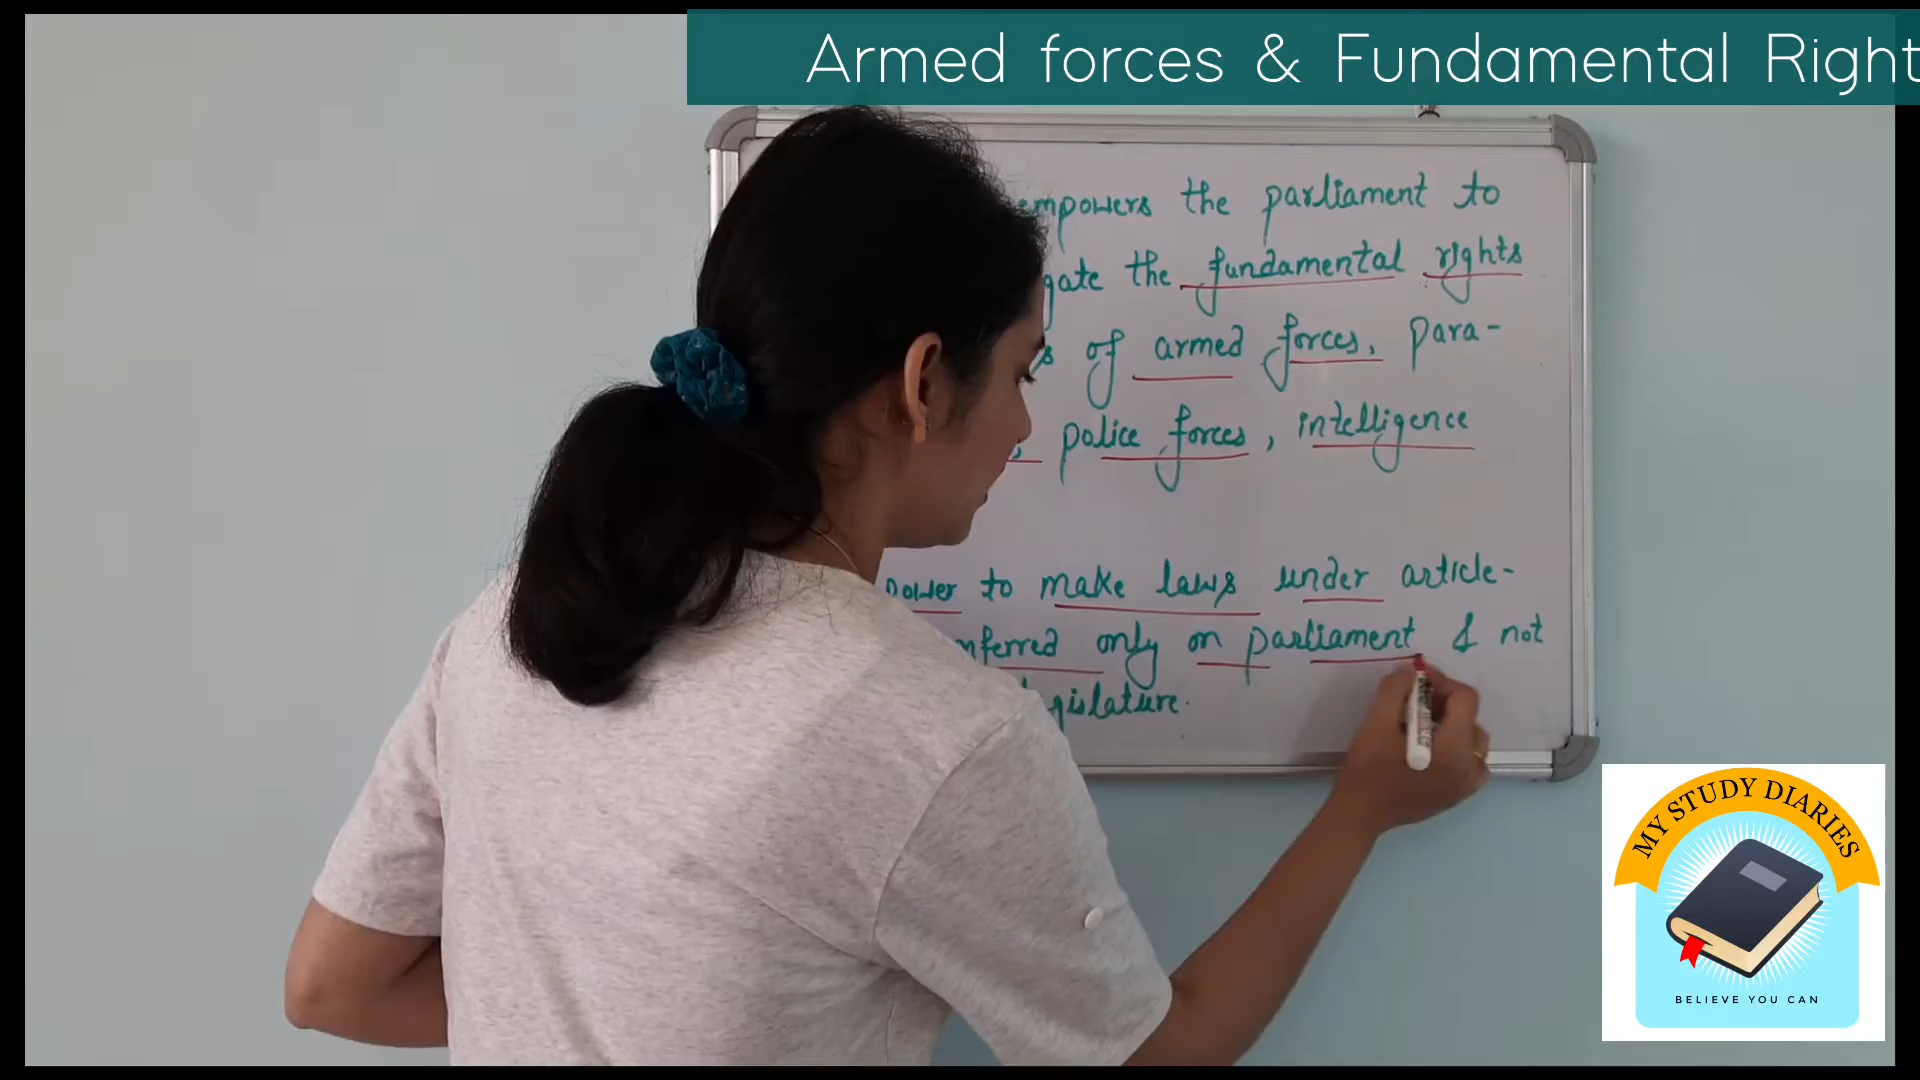 Armed forces & Fundamental Right
empowers the parliament to
gate the fundamental rights
s of armed forces, para-
, police forces, intelligence
power to make laws under article-
nferred only on parliament & not
gislature.
MY STUDY DIARIES
BELIEVE YOU CAN